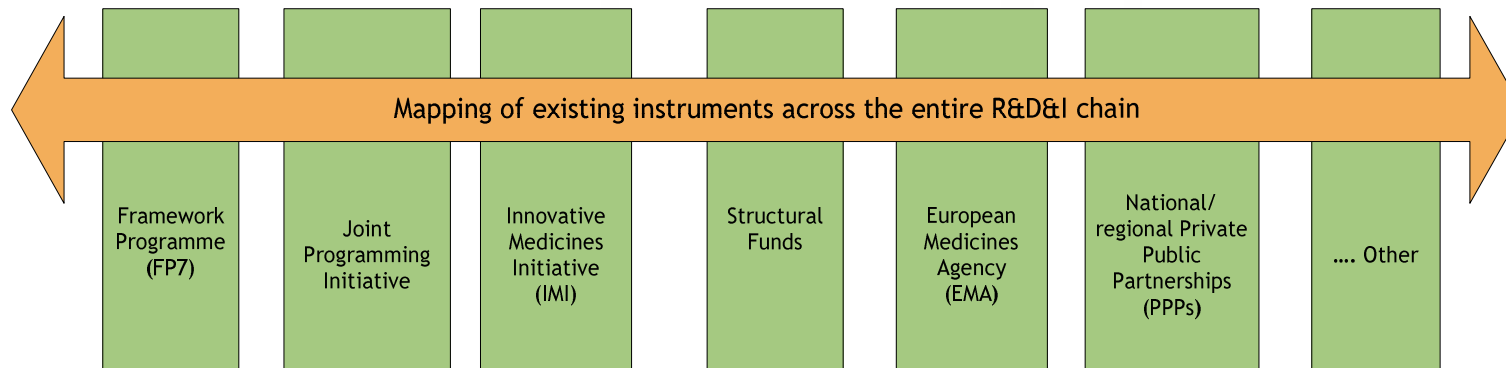 Mapping of existing instruments across the entire R&D&I chain
Framework
Programme
(FP7)
Joint
Programming
Initiative
Innovative
Medicines
Initiative
(IMI)
Structural
Funds
European
Medicines
Agency
(EMA)
National/
regional Private
Public
Partnerships
(PPPs)
.... Other